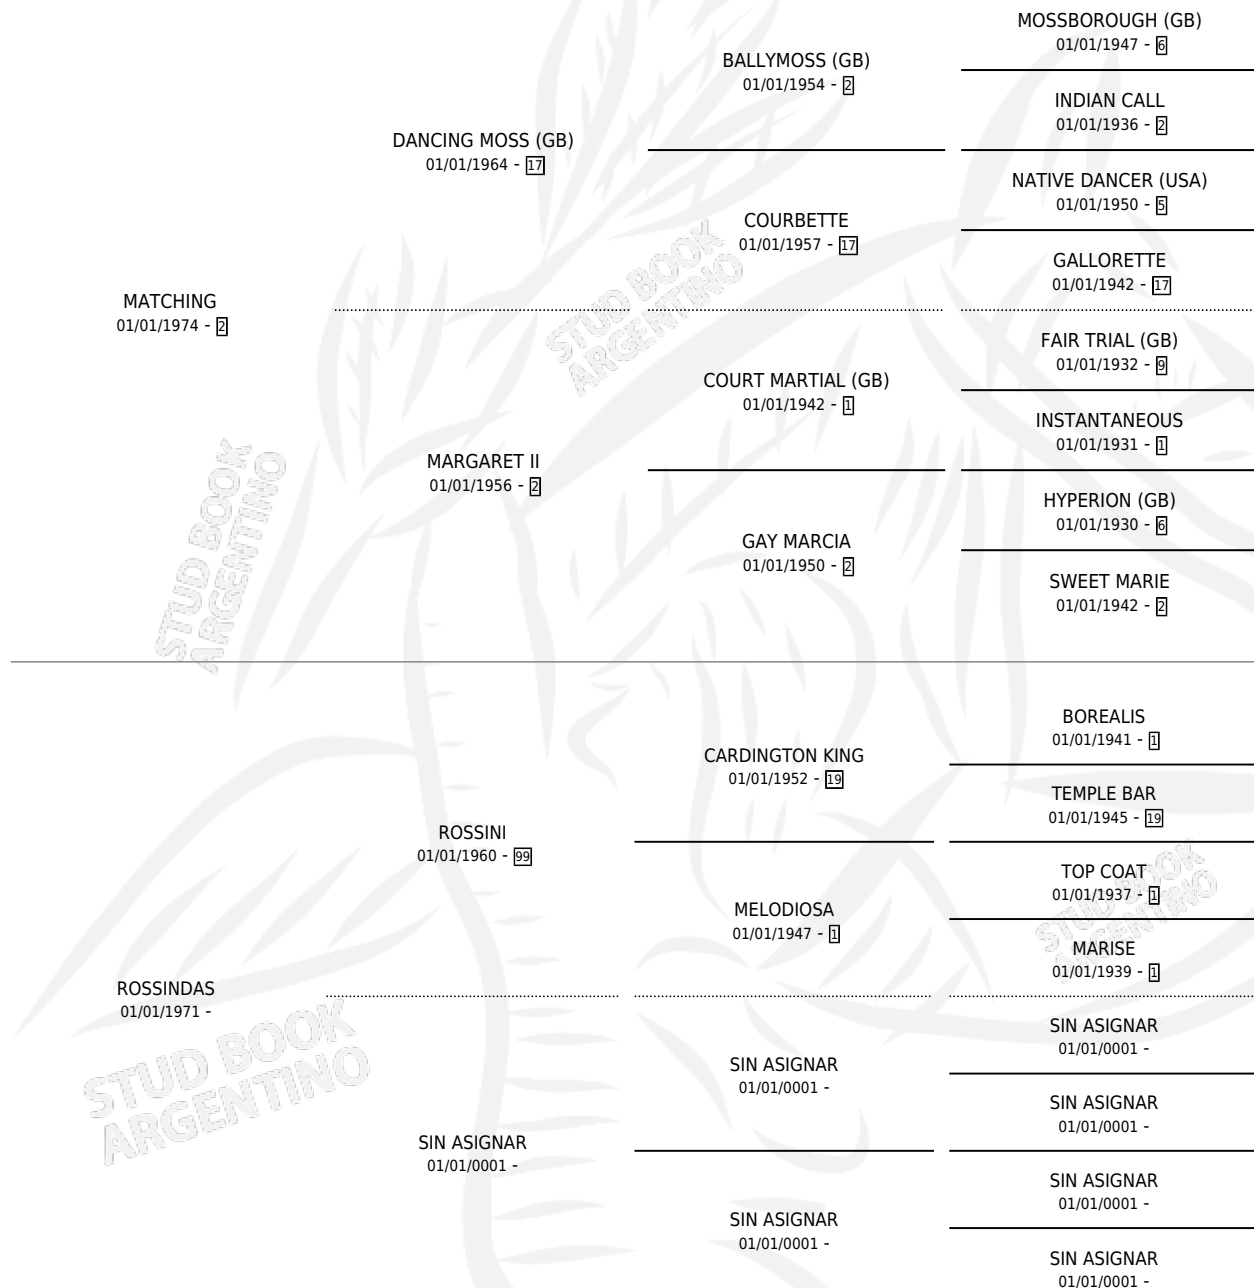 MOSSBOROUGH (GB)
01/01/1947 - 6
BALLYMOSS (GB)
01/01/1954 - 2
INDIAN CALL
01/01/1936 - 2
DANCING MOSS (GB)
01/01/1964 - 17
NATIVE DANCER (USA)
01/01/1950 - 5
COURBETTE
01/01/1957 - 17
GALLORETTE
01/01/1942 - 17
MATCHING
01/01/1974 - 2
STUD BOOK
ARGENTINO
FAIR TRIAL (GB)
01/01/1932 - 9
COURT MARTIAL (GB)
01/01/1942 - 1
INSTANTANEOUS
01/01/1931 - 1
MARGARET II
01/01/1956 - 2
HYPERION (GB)
01/01/1930 - 6
GAY MARCIA
01/01/1950 - 2
SWEET MARIE
01/01/1942 - 2
STUD BOOK
ARGENTINO
BOREALIS
01/01/1941 - 1
CARDINGTON KING
01/01/1952 - 19
TEMPLE BAR
01/01/1945 - 19
ROSSINI
01/01/1960 - 99
TOP COAT
01/01/1937 - 1
MELODIOSA
01/01/1947 - 1
MARISE
01/01/1939 - 1
STUD BOOK
ARGENTINO
ROSSINDAS
01/01/1971 -
SIN ASIGNAR
01/01/0001 -
SIN ASIGNAR
01/01/0001 -
SIN ASIGNAR
01/01/0001 -
STUD BOOK
ARGENTINO
SIN ASIGNAR
01/01/0001 -
SIN ASIGNAR
01/01/0001 -
SIN ASIGNAR
01/01/0001 -
SIN ASIGNAR
01/01/0001 -